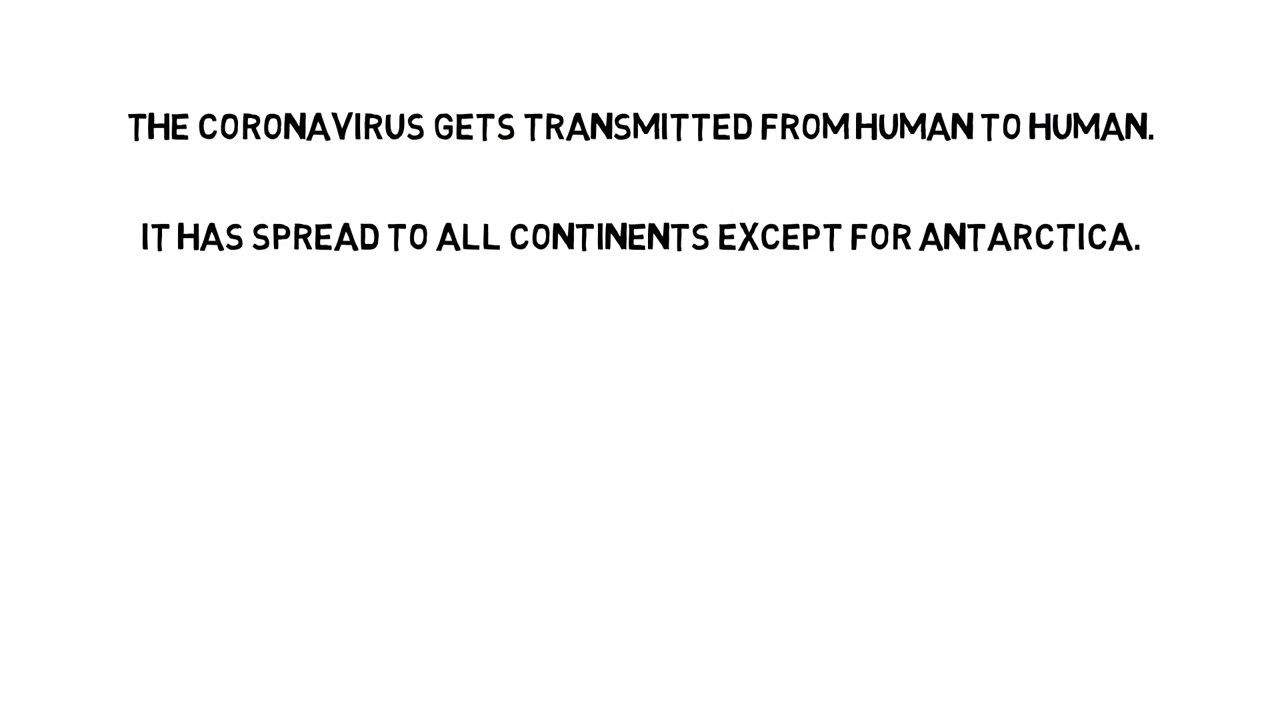 THE CORONAVIRUS GETS TRANSMITTED FROM HUMAN TO HUMAN.
IT HAS SPREAD TO ALL CONTINENTS EXCEPT FOR ANTARCTICA.